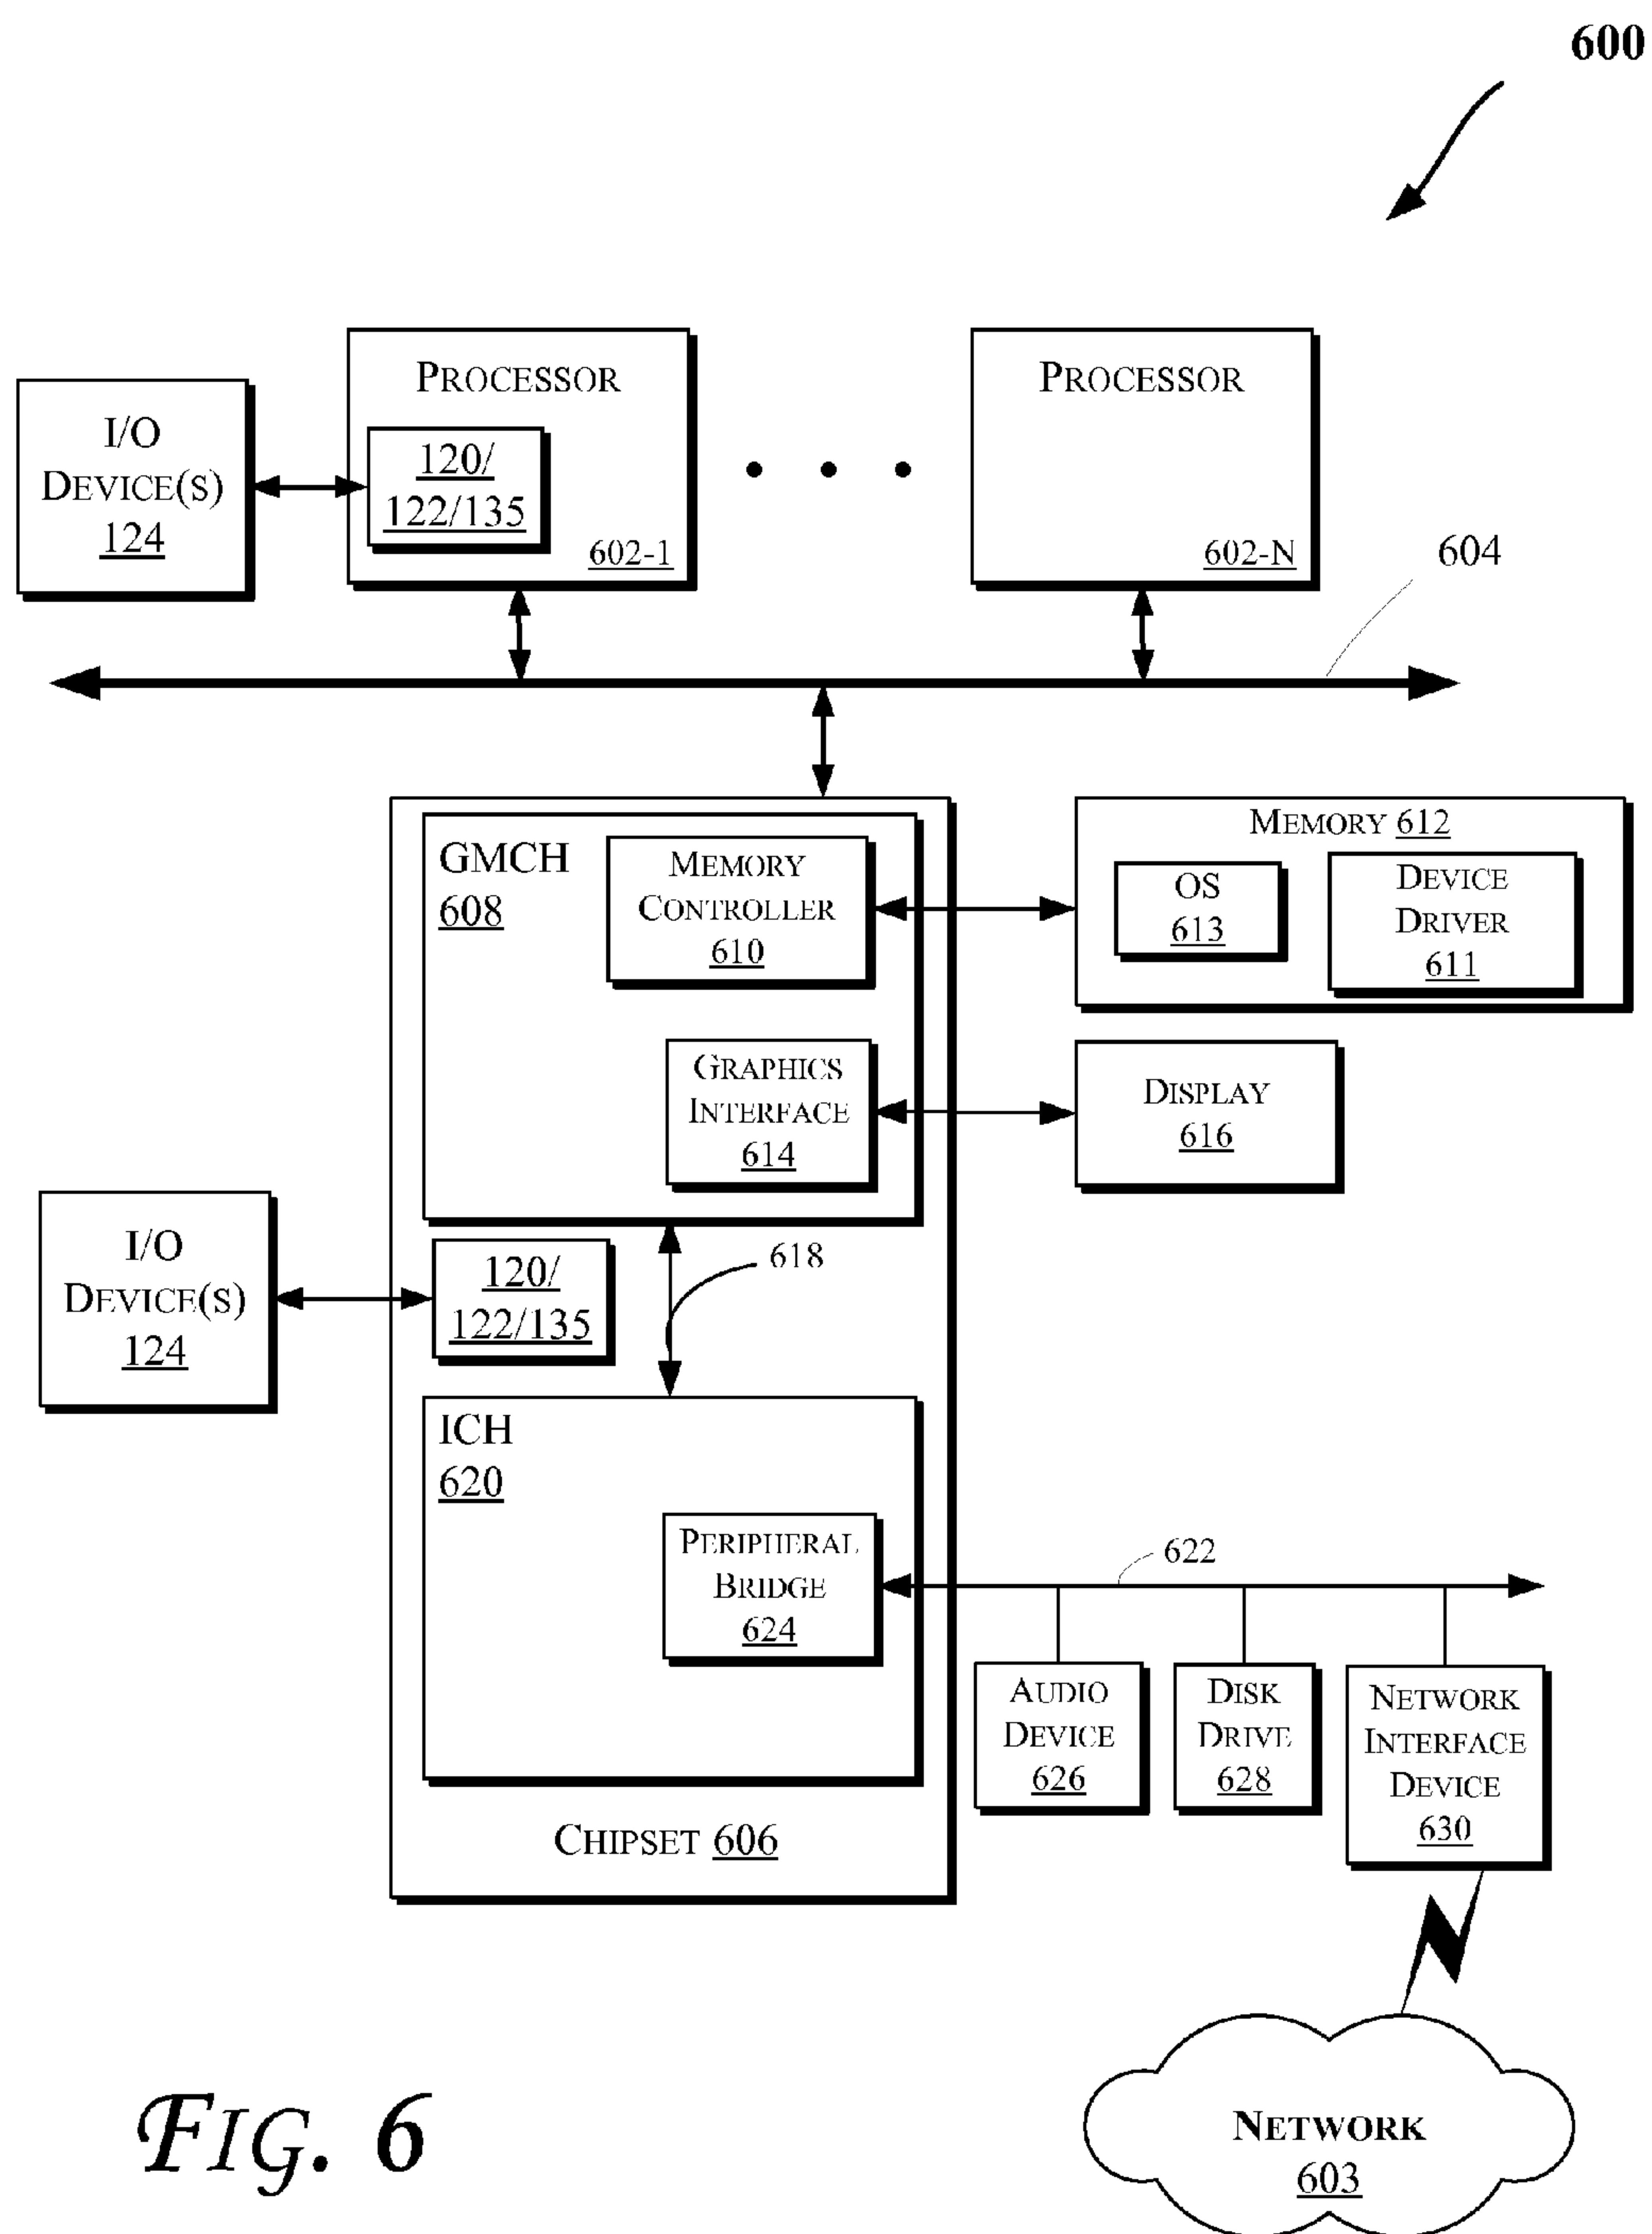 600
PROCESSOR
120/
122/135
602-1
PROCESSOR
602-N
I/O
DEVICE(S)
124
604
GMCH
608
MEMORY
CONTROLLER
610
MEMORY 612
OS
613
DEVICE
DRIVER
611
GRAPHICS
INTERFACE
614
DISPLAY
616
I/O
DEVICE(S)
124
120/
122/135
618
ICH
620
PERIPHERAL
BRIDGE
624
622
AUDIO
DEVICE
626
DISK
DRIVE
628
NETWORK
INTERFACE
DEVICE
630
CHIPSET 606
NETWORK
603
FIG. 6